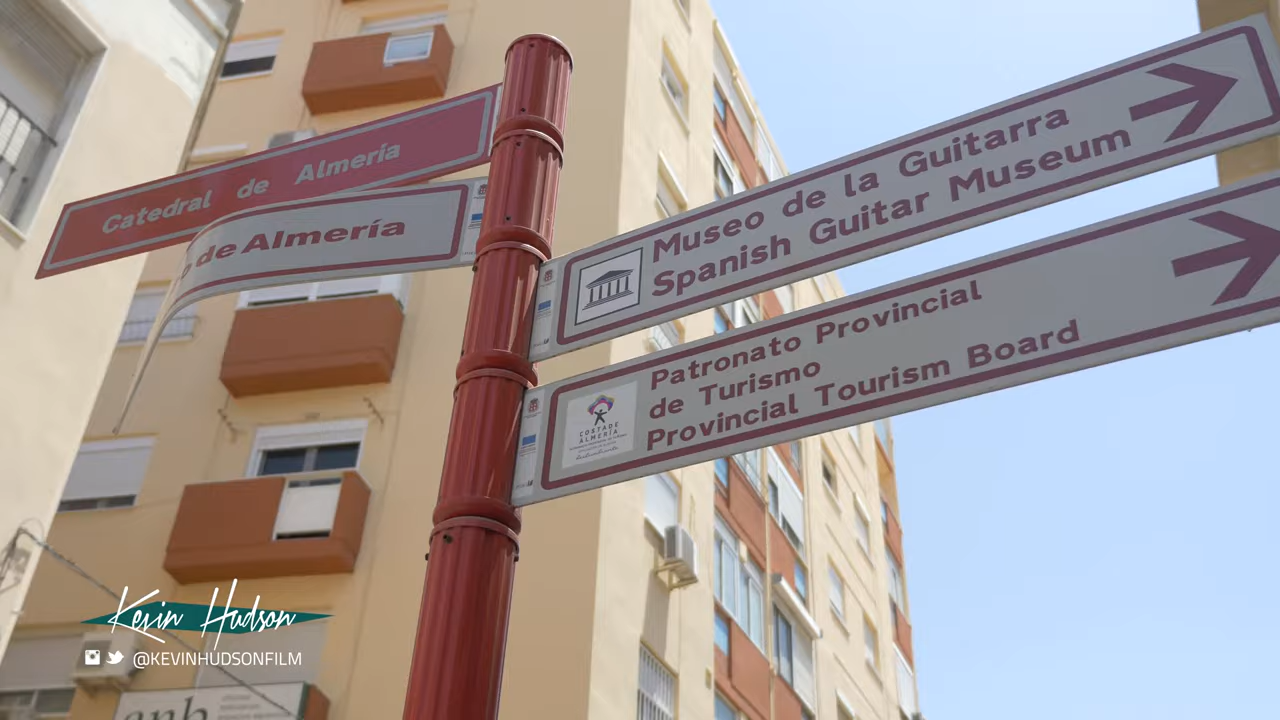 Catedral de Almería
de Almería
Museo de la Guitarra
Spanish Guitar Museum
Patronato Provincial
de Turismo
Provincial Tourism Board
COSTA DE
ALMERÍA
Kevin Hudson
@KEVINHUDSONFILM
anb